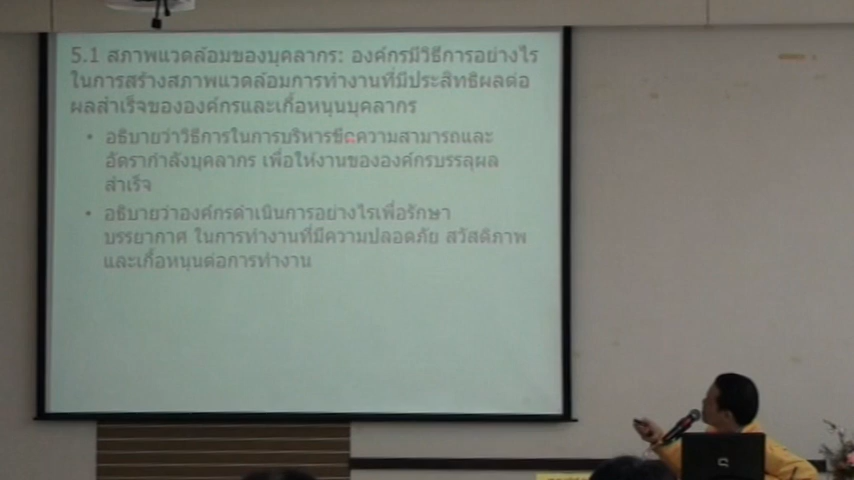 5.1 สภาพแวดล้อมของบุคลากร: องค์กรมีวิธีการอย่างไร
ในการสร้างสภาพแวดล้อมการทำงานที่มีประสิทธิผลต่อ
ผลสำเร็จขององค์กรและเกื้อหนุนบุคลากร
• อธิบายว่าวิธีการในการบริหารขีดความสามารถและ
อัตรากำลังบุคลากร เพื่อให้งานขององค์กรบรรลุผล
สำเร็จ
• อธิบายว่าองค์กรดำเนินการอย่างไรเพื่อรักษา
บรรยากาศ ในการทำงานที่มีความปลอดภัย สวัสดิภาพ
และเกื้อหนุนต่อการทำงาน